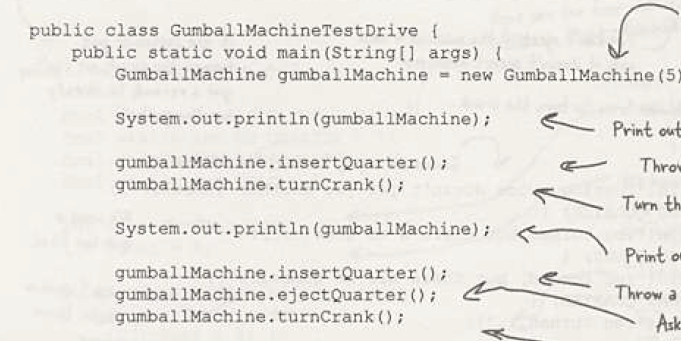 public class GumballMachineTestDrive {
public static void main(String[] args) {
GumballMachine gumballMachine = new GumballMachine(5)
System.out.println(gumballMachine);
Print out
gumballMachine.insertQuarter();
Throw
gumballMachine.turnCrank();
Turn th
System.out.println(gumballMachine);
Print ou
gumballMachine.insertQuarter();
Throw a
gumballMachine.ejectQuarter();
Ask
gumballMachine.turnCrank();